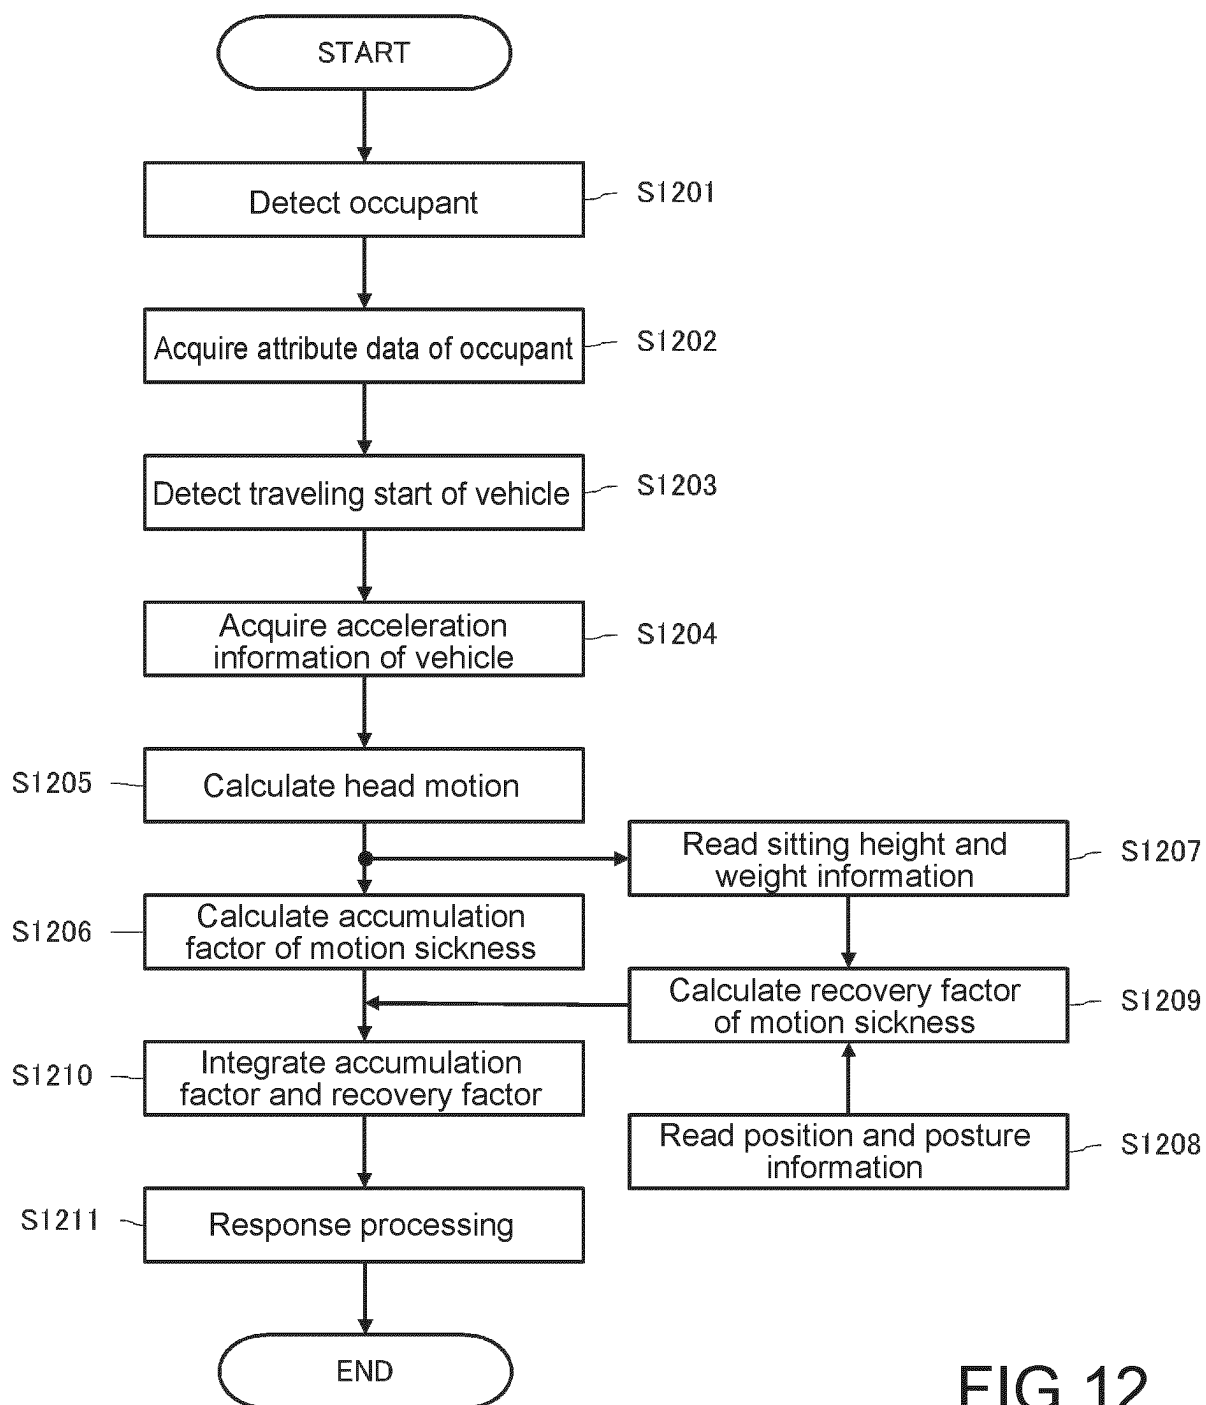 START
Detect occupant
S1201
Acquire attribute data of occupant
S1202
Detect traveling start of vehicle
S1203
Acquire acceleration
information of vehicle
S1204
S1205
Calculate head motion
Read sitting height and
weight information
S1207
S1206
Calculate accumulation
factor of motion sickness
Calculate recovery factor
of motion sickness
S1209
S1210
Integrate accumulation
factor and recovery factor
Read position and posture
information
S1208
S1211
Response processing
END
FIG.12